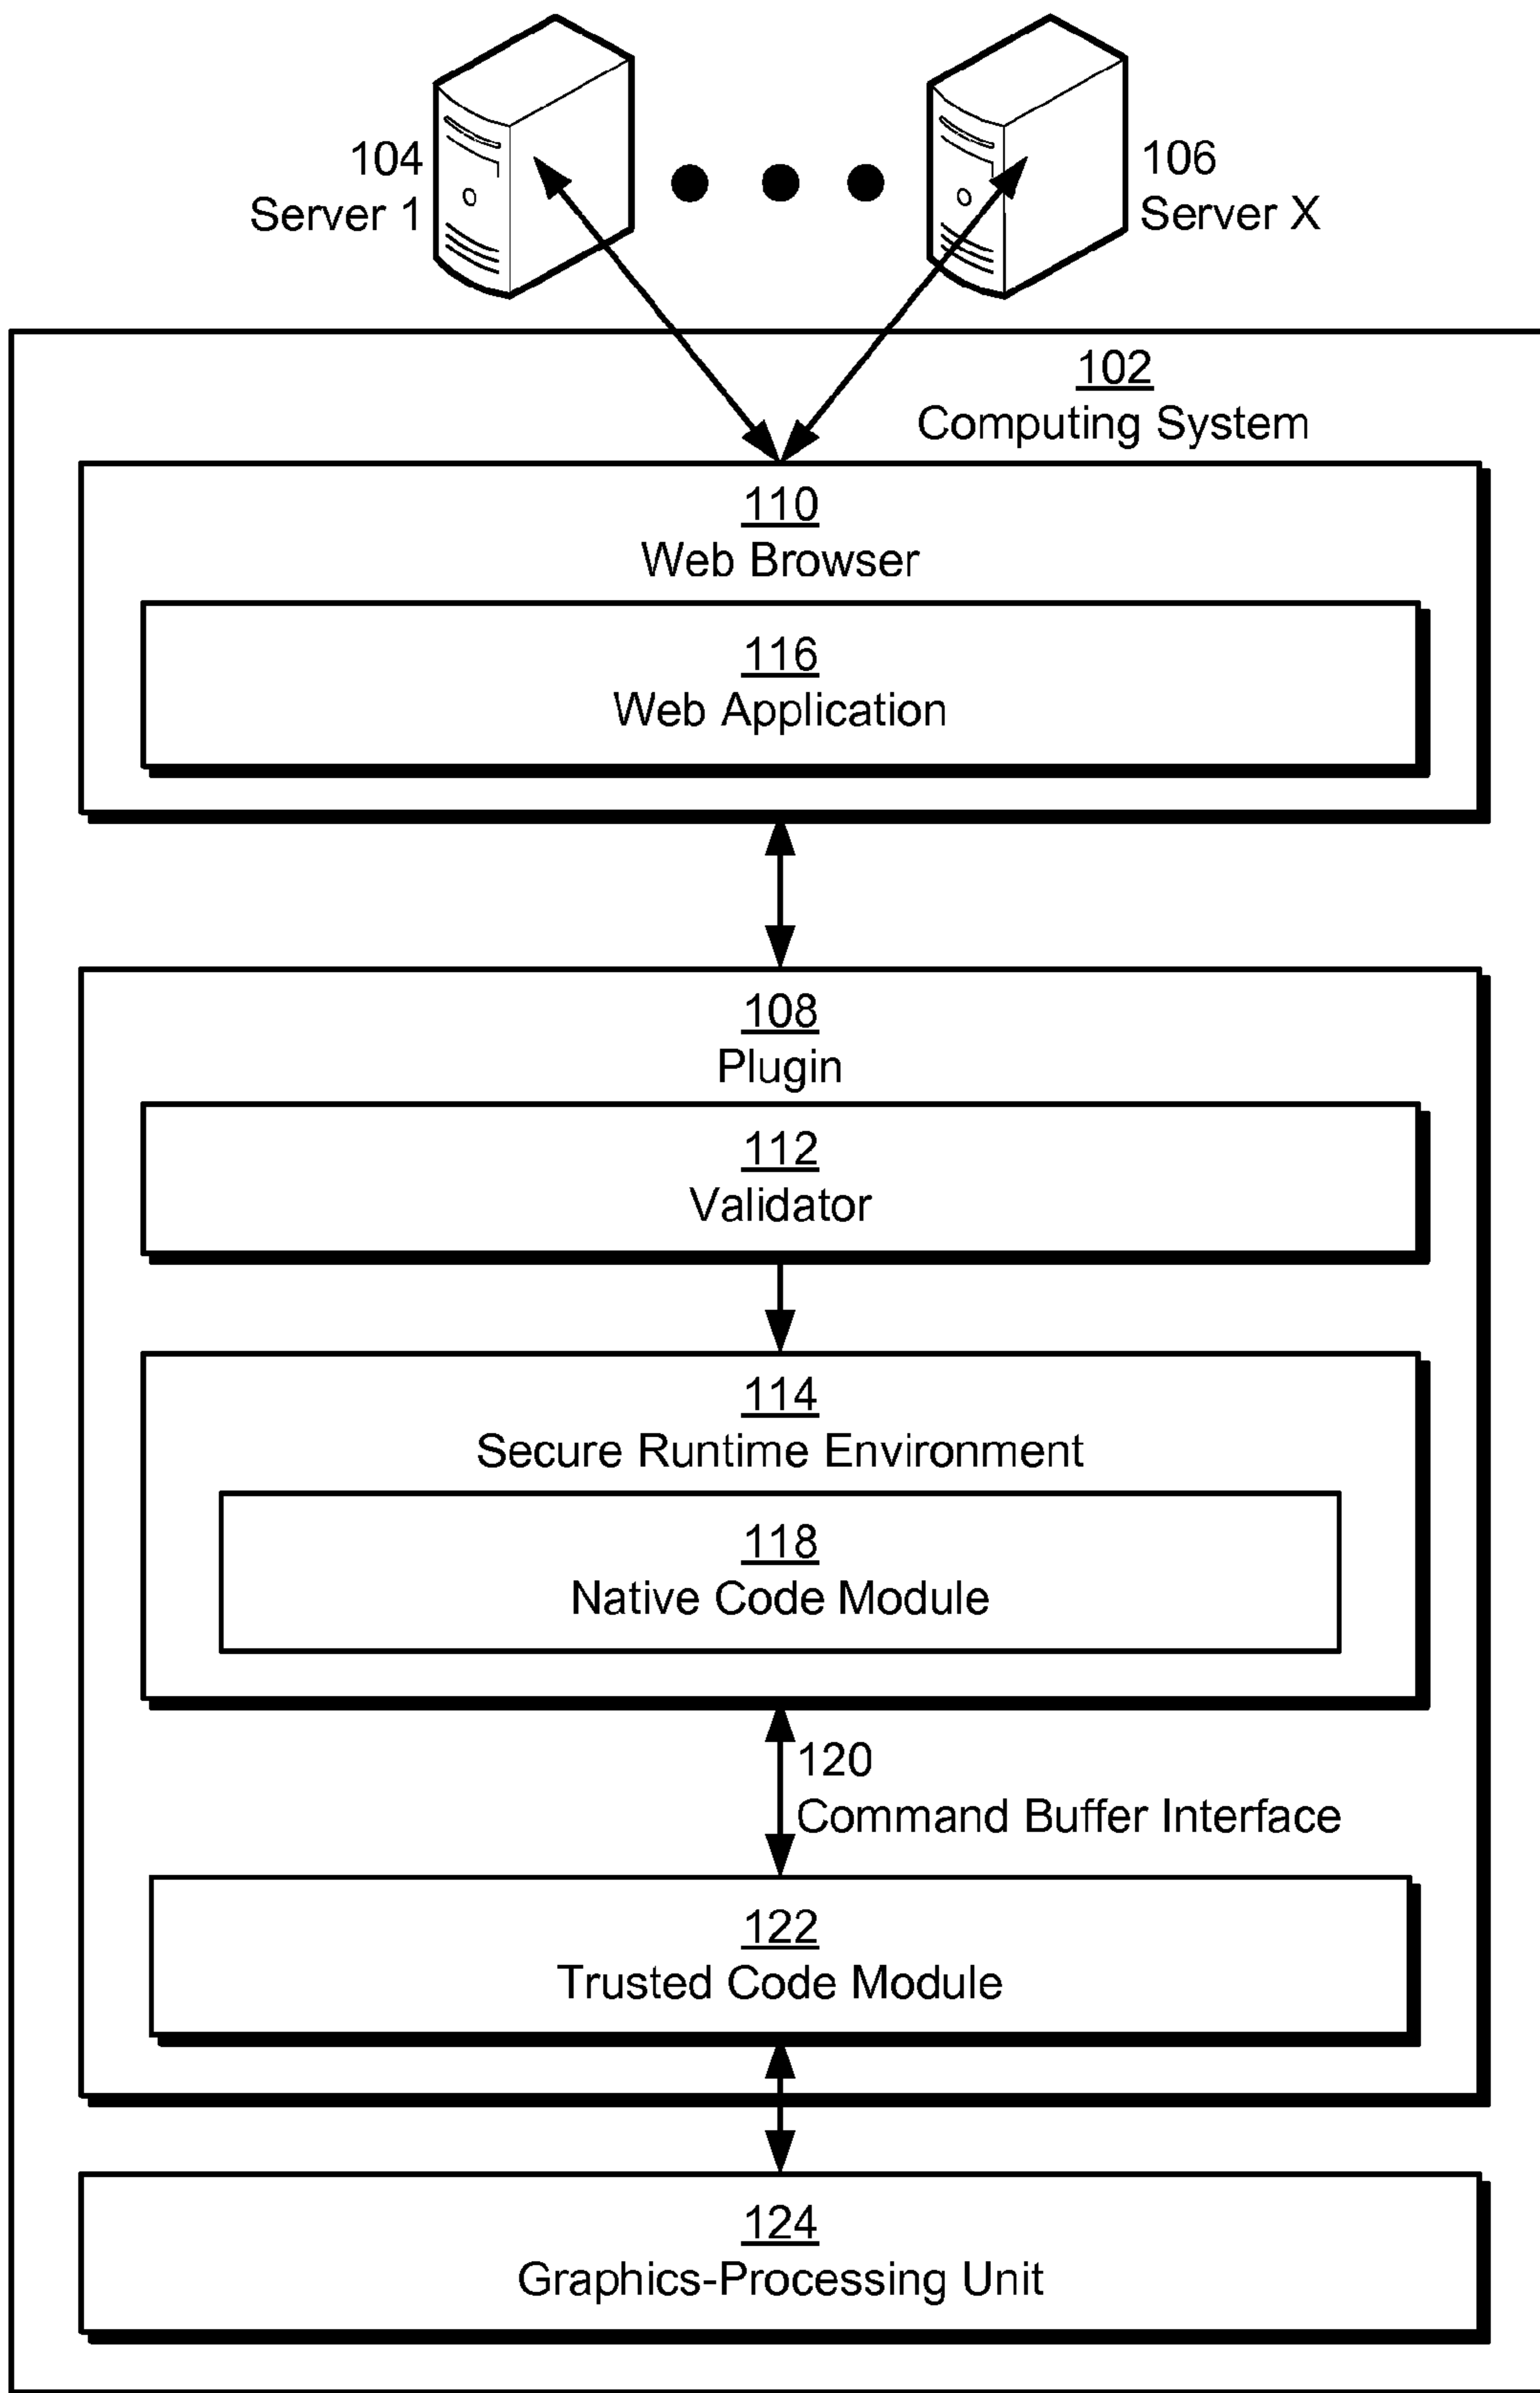 104
Server 1
106
Server X
102
Computing System
110
Web Browser
116
Web Application
108
Plugin
112
Validator
114
Secure Runtime Environment
118
Native Code Module
120
Command Buffer Interface
122
Trusted Code Module
124
Graphics-Processing Unit